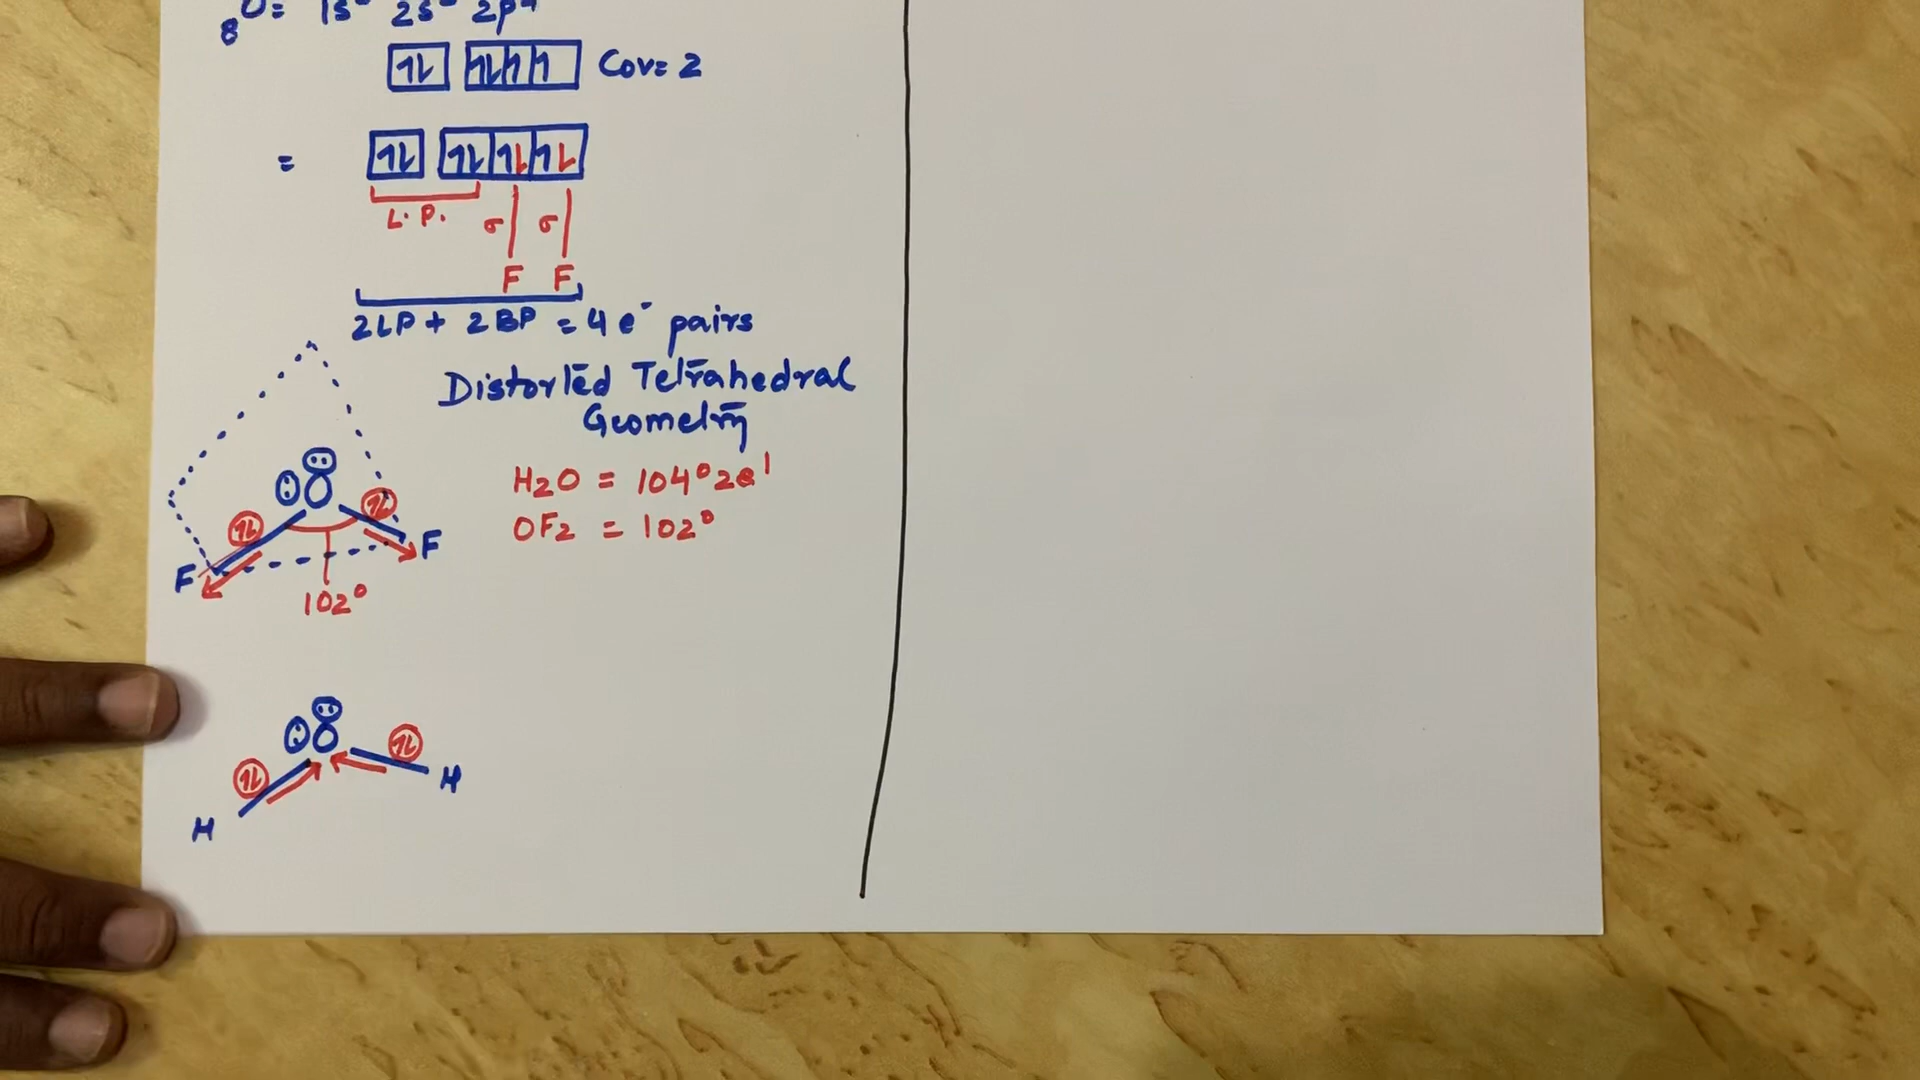 8O= 1s² 2s² 2p⁴
↿⇂ ↿⇂ ↿ ↿ Cov= 2
= ↿⇂ ↿⇂ ↿⇂ ↿⇂
L.P. σ σ
F F
2LP + 2BP = 4 e⁻ pairs
Distorted Tetrahedral
Geometry
H2O = 104°28'
OF2 = 102°
O
F F
102°
O
H H